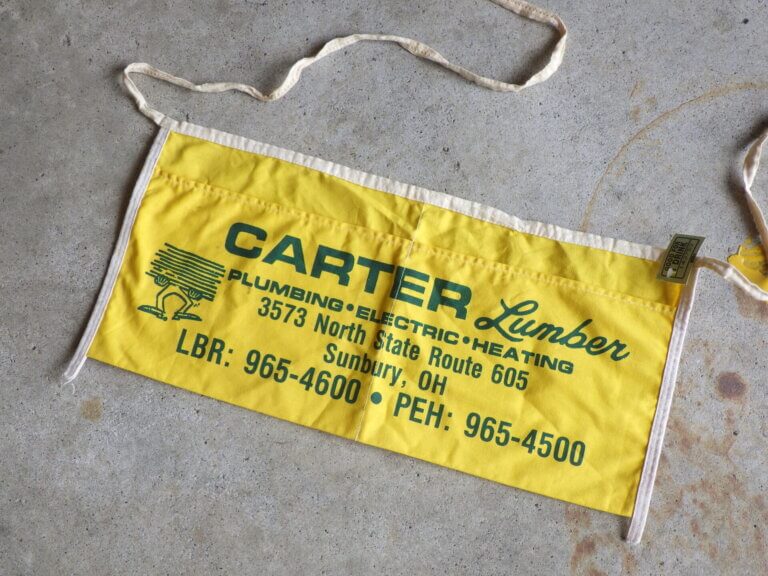 CARTER Lumber
PLUMBING • ELECTRIC • HEATING
3573 North State Route 605
Sunbury, OH
LBR: 965-4600 • PEH: 965-4500